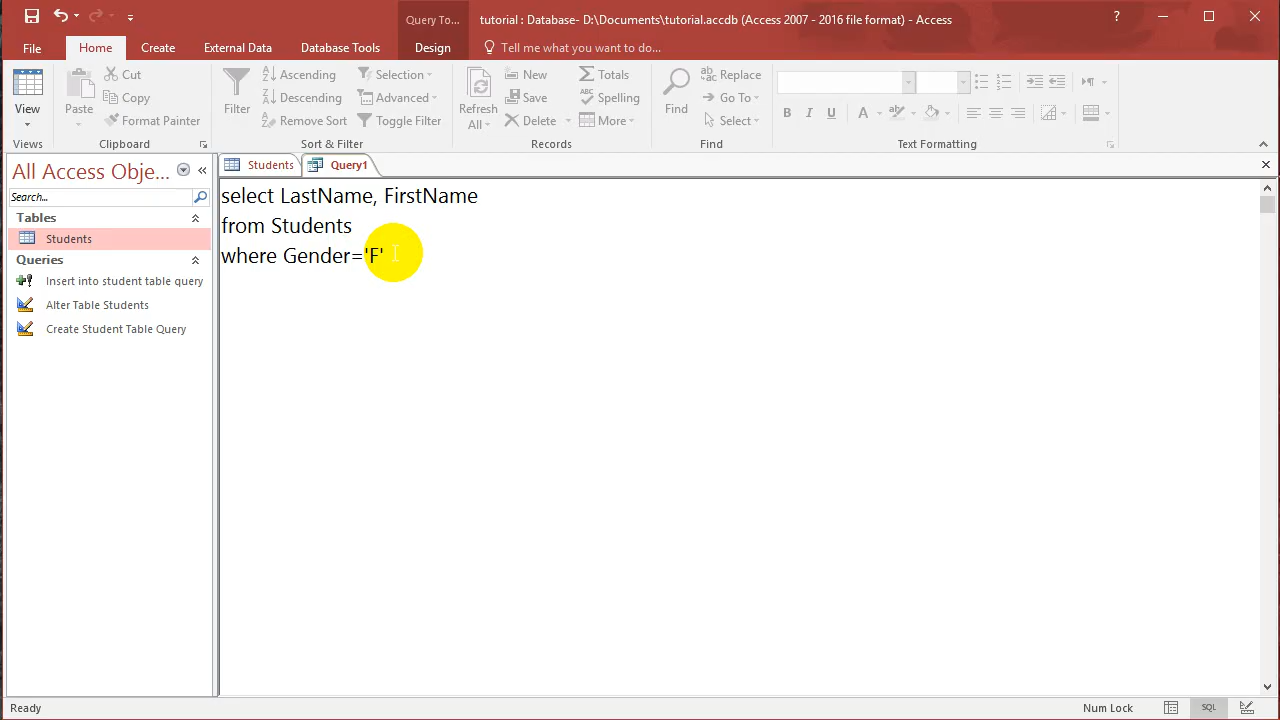 Query To...
tutorial : Database- D:\Documents\tutorial.accdb (Access 2007 - 2016 file format) - Access
?
File
Home
Create
External Data
Database Tools
Design
Tell me what you want to do...
View
Paste
Cut
Copy
Format Painter
Filter
Ascending
Descending
Remove Sort
Selection
Advanced
Toggle Filter
Refresh
All
New
Save
Delete
Totals
Spelling
More
Find
Replace
Go To
Select
B I U
A
Views
Clipboard
Sort & Filter
Records
Find
Text Formatting
All Access Obje...
Search...
Tables
Students
Queries
Insert into student table query
Alter Table Students
Create Student Table Query
Students
Query1
select LastName, FirstName
from Students
where Gender='F'
Ready
Num Lock
SQL